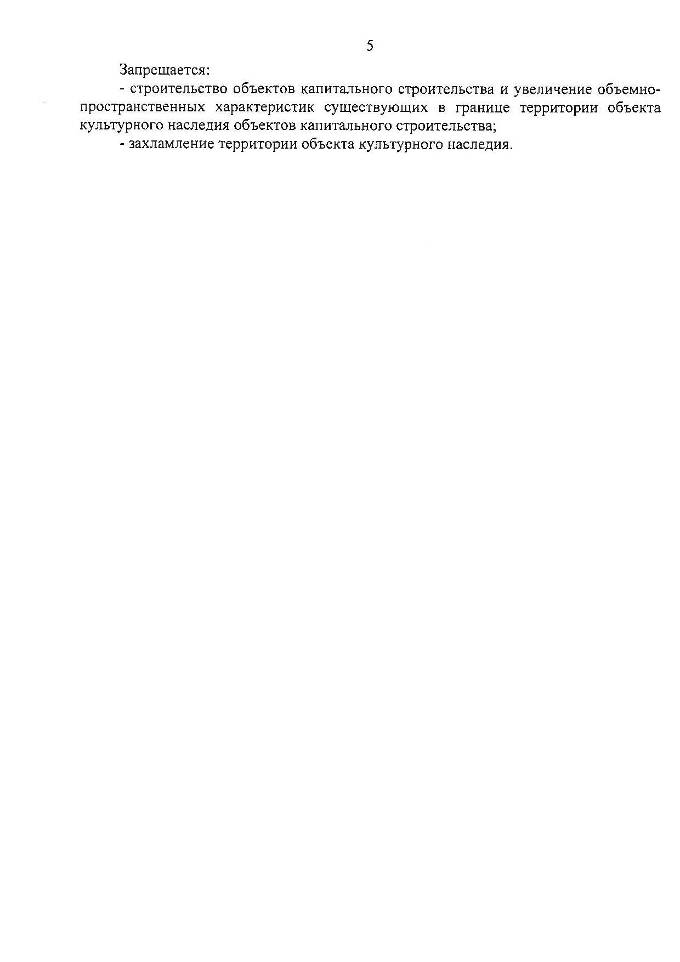 5
Запрещается:
- строительство объектов капитального строительства и увеличение объемно-
пространственных характеристик существующих в границе территории объекта
культурного наследия объектов капитального строительства;
- захламление территории объекта культурного наследия.